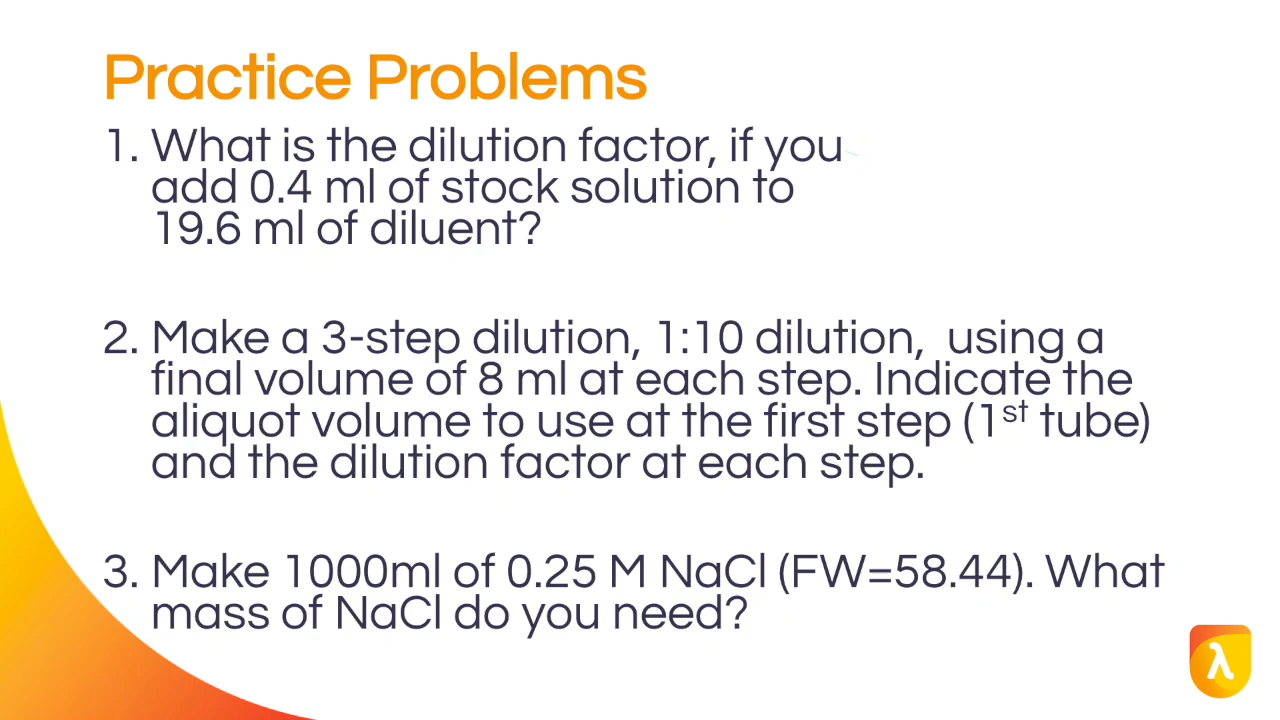 Practice Problems
1. What is the dilution factor, if you
add 0.4 ml of stock solution to
19.6 ml of diluent?
2. Make a 3-step dilution, 1:10 dilution,  using a
final volume of 8 ml at each step. Indicate the
aliquot volume to use at the first step (1st tube)
and the dilution factor at each step.
3. Make 1000ml of 0.25 M NaCl (FW=58.44). What
mass of NaCl do you need?
λ